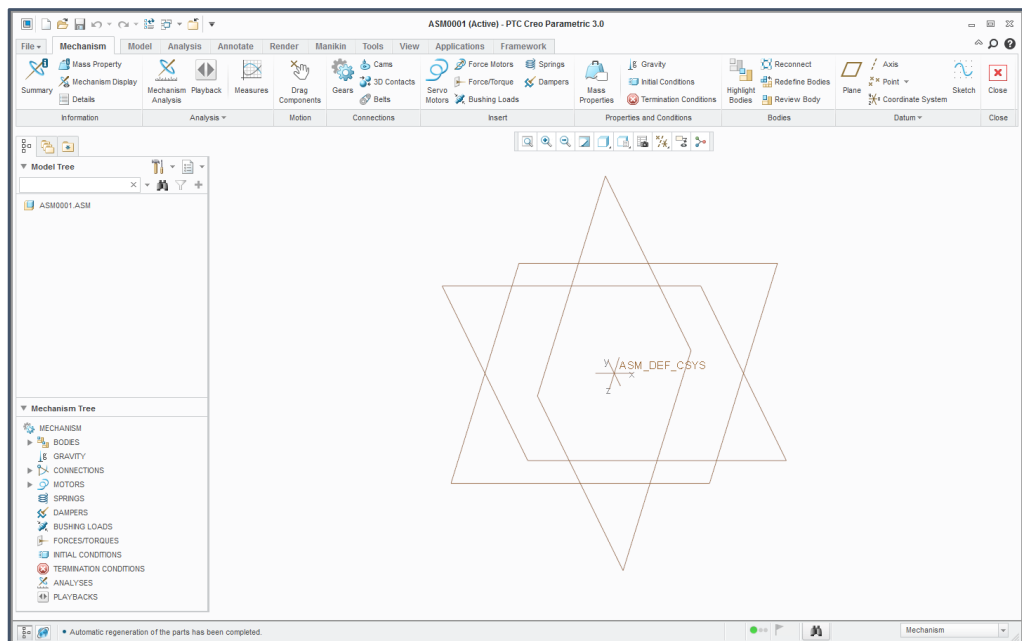 ASM0001 (Active) - PTC Creo Parametric 3.0
File Mechanism Model Analysis Annotate Render Manikin Tools View Applications Framework
Summary
Mass Property
Mechanism Display
Details
Information
Mechanism Analysis
Playback
Measures
Analysis
Drag Components
Motion
Gears
Cams
3D Contacts
Belts
Connections
Servo Motors
Force Motors
Force/Torque
Bushing Loads
Springs
Dampers
Insert
Mass Properties
Gravity
Initial Conditions
Termination Conditions
Properties and Conditions
Highlight Bodies
Reconnect
Redefine Bodies
Review Body
Bodies
Plane
Axis
Point
Coordinate System
Sketch
Datum
Close
Close
Model Tree
ASM0001.ASM
Mechanism Tree
MECHANISM
BODIES
GRAVITY
CONNECTIONS
MOTORS
SPRINGS
DAMPERS
BUSHING LOADS
FORCES/TORQUES
INITIAL CONDITIONS
TERMINATION CONDITIONS
ANALYSES
PLAYBACKS
Y ASM_DEF_CSYS
X
Z
• Automatic regeneration of the parts has been completed.
Mechanism